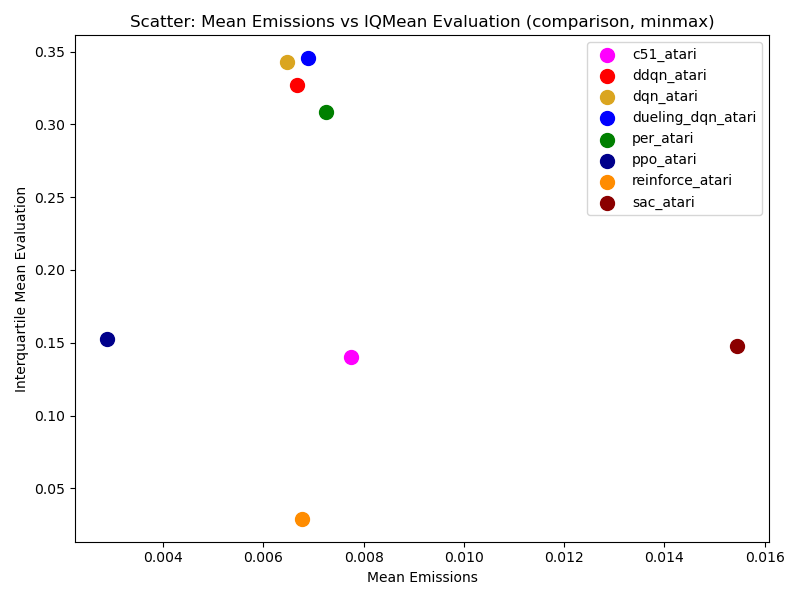 Scatter: Mean Emissions vs IQMean Evaluation (comparison, minmax)
c51_atari
ddqn_atari
dqn_atari
dueling_dqn_atari
per_atari
ppo_atari
reinforce_atari
sac_atari
Interquartile Mean Evaluation
0.35
0.30
0.25
0.20
0.15
0.10
0.05
0.004 0.006 0.008 0.010 0.012 0.014 0.016
Mean Emissions